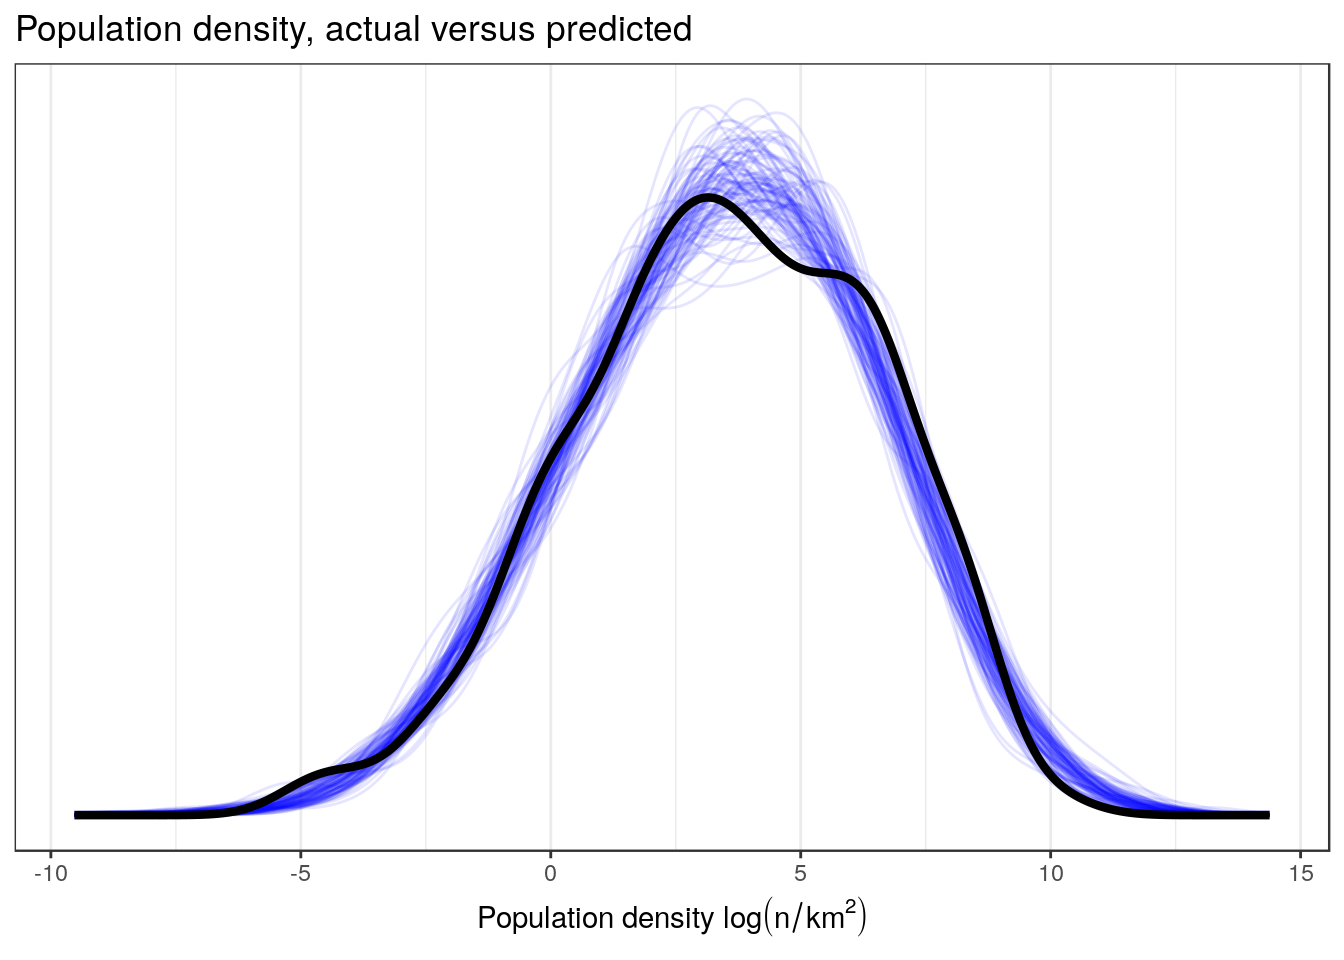 Population density, actual versus predicted
-10 -5 0 5 10 15
Population density log(n/km²)